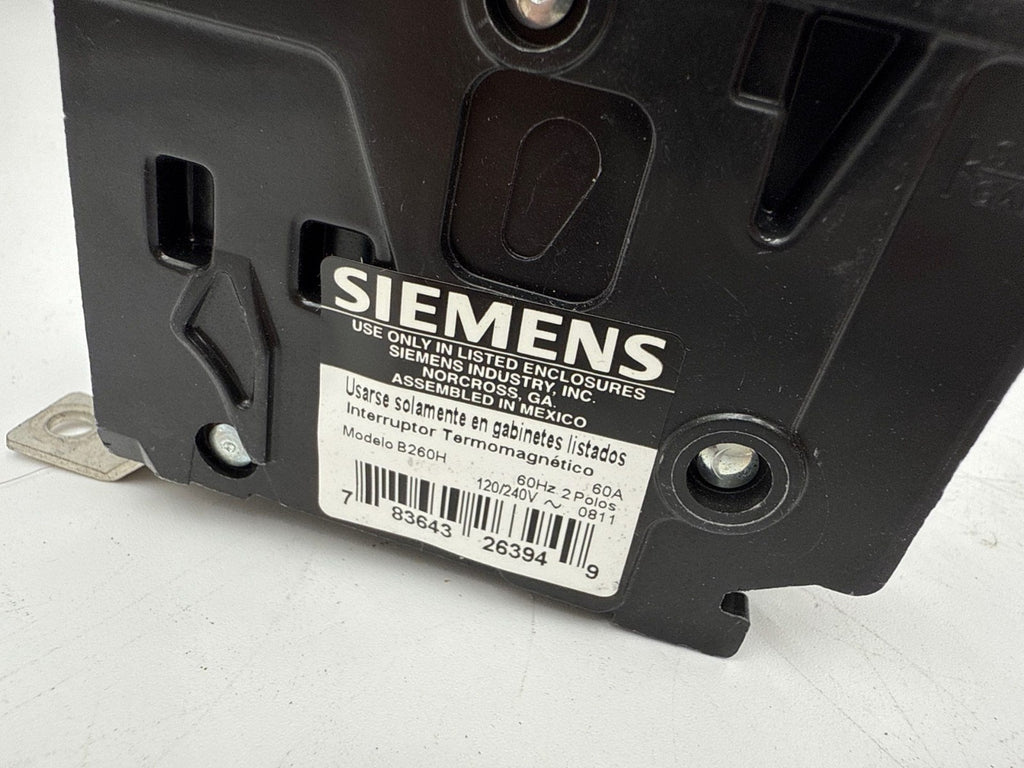 SIEMENS
USE ONLY IN LISTED ENCLOSURES
SIEMENS INDUSTRY, INC.
NORCROSS, GA.
ASSEMBLED IN MEXICO
Usarse solamente en gabinetes listados
Interruptor Termomagnético
Modelo B260H 60A
60Hz 2 Polos
120/240V ~ 0811
7 83643 26394 9